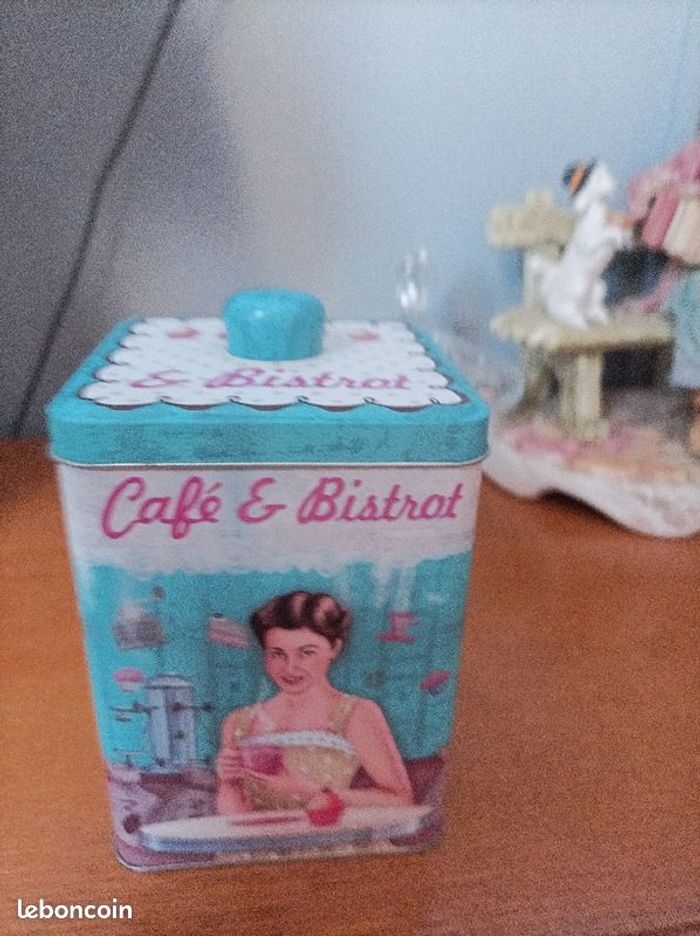 & Bistrot
Café & Bistrot
leboncoin